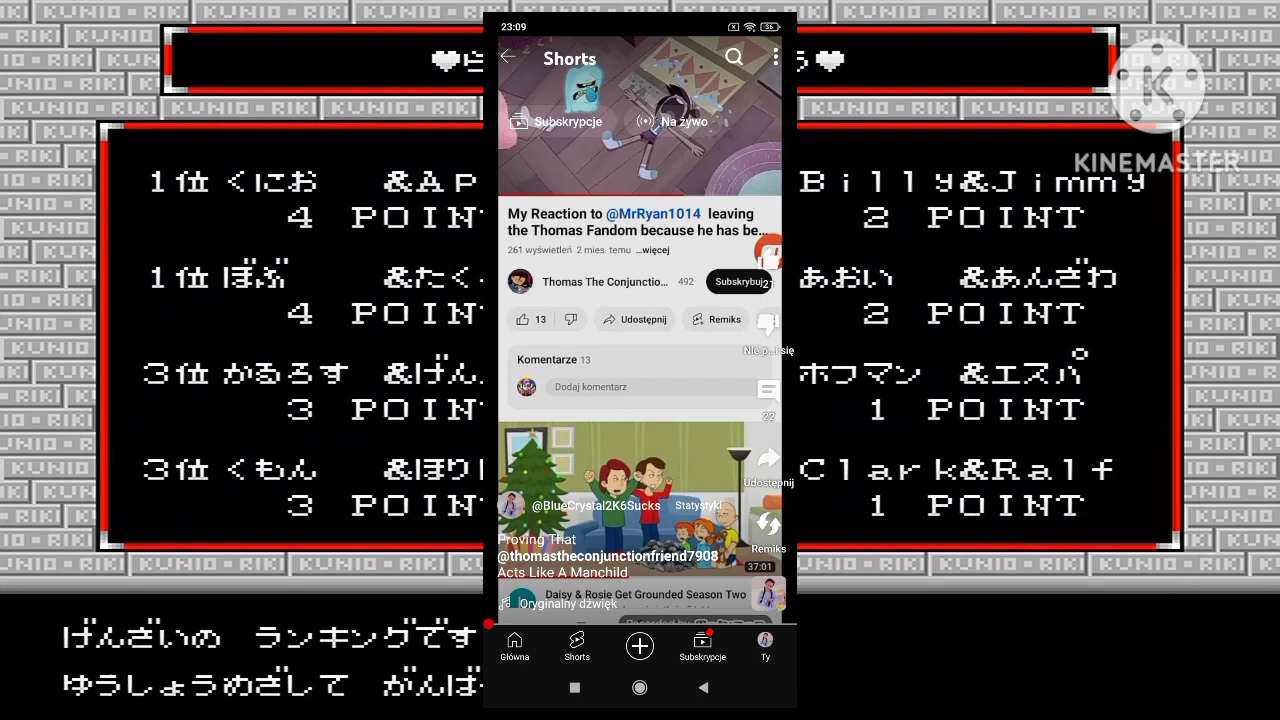 23:09
55
Shorts
Subskrypcje
Na żywo
KINEMASTER
My Reaction to @MrRyan1014 leaving
the Thomas Fandom because he has be…
261 wyświetleń 2 mies. temu ...więcej
Thomas The Conjunctio… 492 Subskrybuj
21
13 Udostępnij Remiks
Nie p...i się
Komentarze 13
Dodaj komentarz
22
Udostępnij
@BlueCrystal2K6Sucks Statystyki
Proving That
@thomastheconjunctionfriend7908
Acts Like A Manchild
Remiks
37:01
Daisy & Rosie Get Grounded Season Two
Oryginalny dźwięk
Główna Shorts Subskrypcje Ty
1位 くにお &Ap
4 POINT
Billy&Jimmy
2 POINT
1位 ぼぶ &たく
4 POINT
あおい &あんざわ
2 POINT
3位 かるろす &げん
3 POINT
ホフマン &エスパ
1 POINT
3位 くもん &ほり
3 POINT
Clark&Ralf
1 POINT
げんざいの ランキングです
ゆうしょうめざして がんば
KUNIO-RIKI